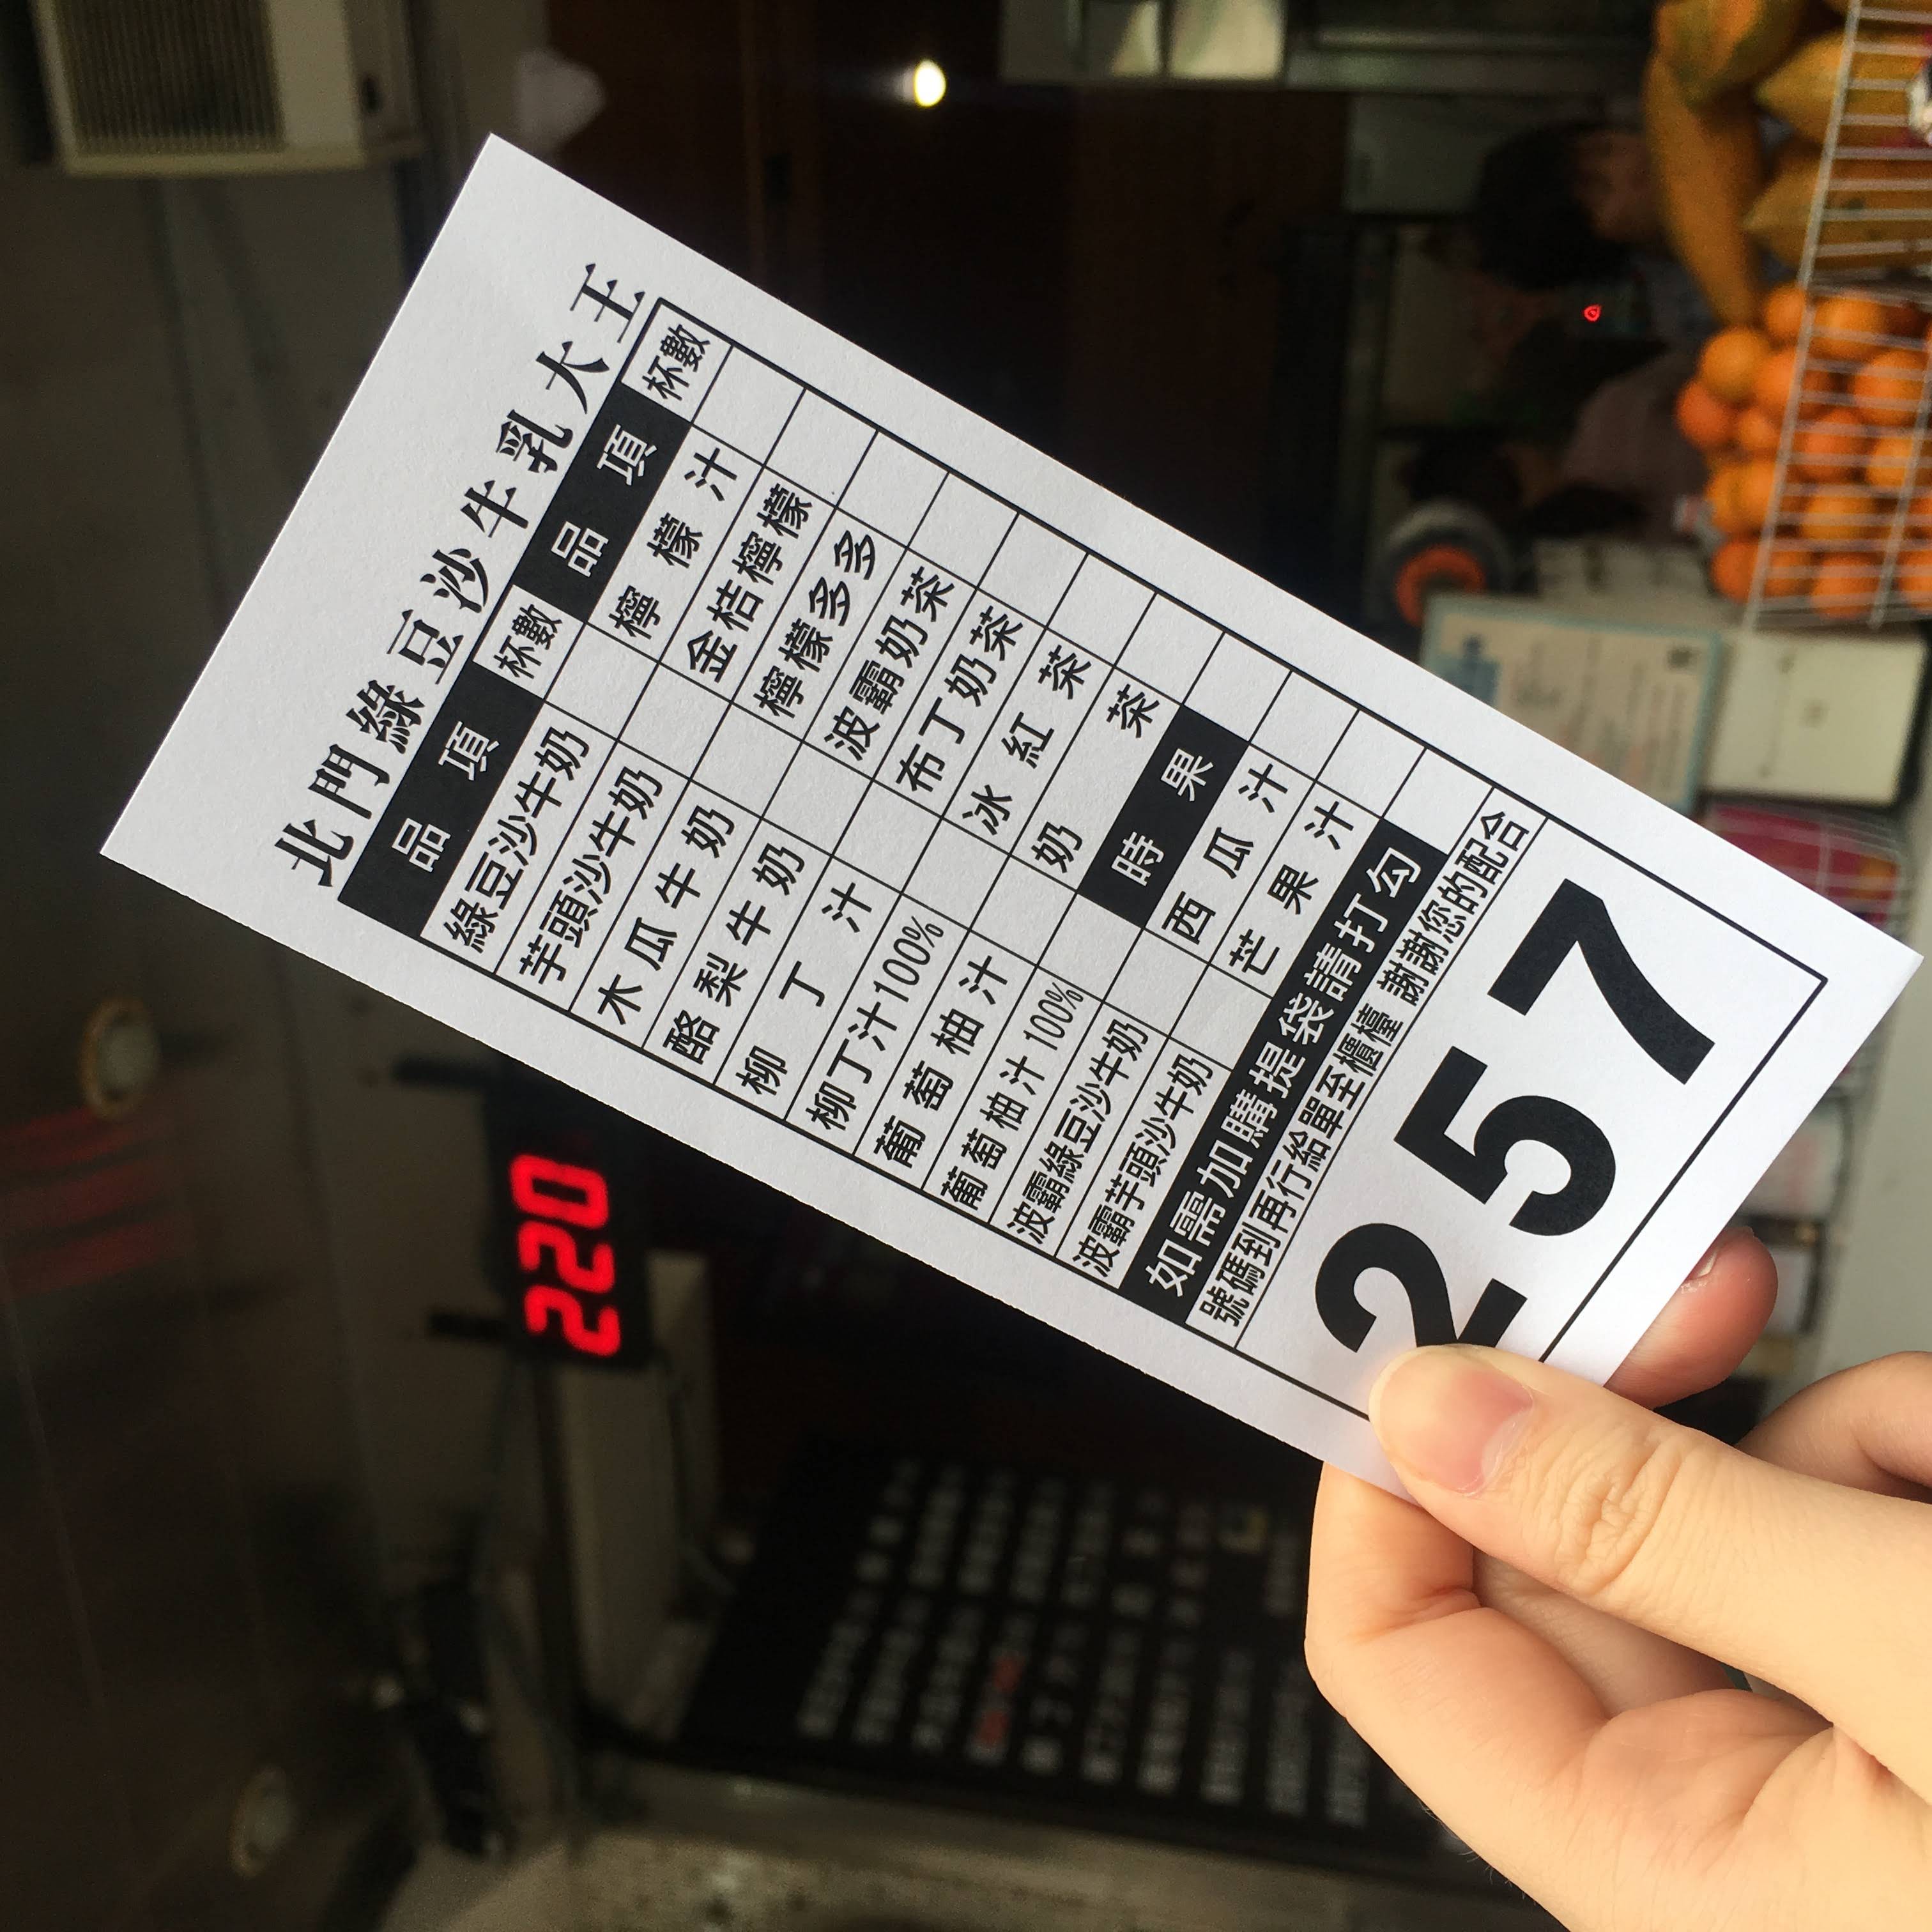 北門綠豆沙牛乳大王
品項 杯數 品項 杯數
綠豆沙牛奶 檸檬汁
芋頭沙牛奶 金桔檸檬
木瓜牛奶 檸檬多多
酪梨牛奶 波霸奶茶
柳丁汁 布丁奶茶
柳丁汁100% 冰紅茶
葡萄柚汁 奶茶
葡萄柚汁100% 時果
波霸綠豆沙牛奶 西瓜汁
波霸芋頭沙牛奶 芒果汁
如需加購提袋請打勾
號碼到再行給單至櫃檯 謝謝您的配合
257
220